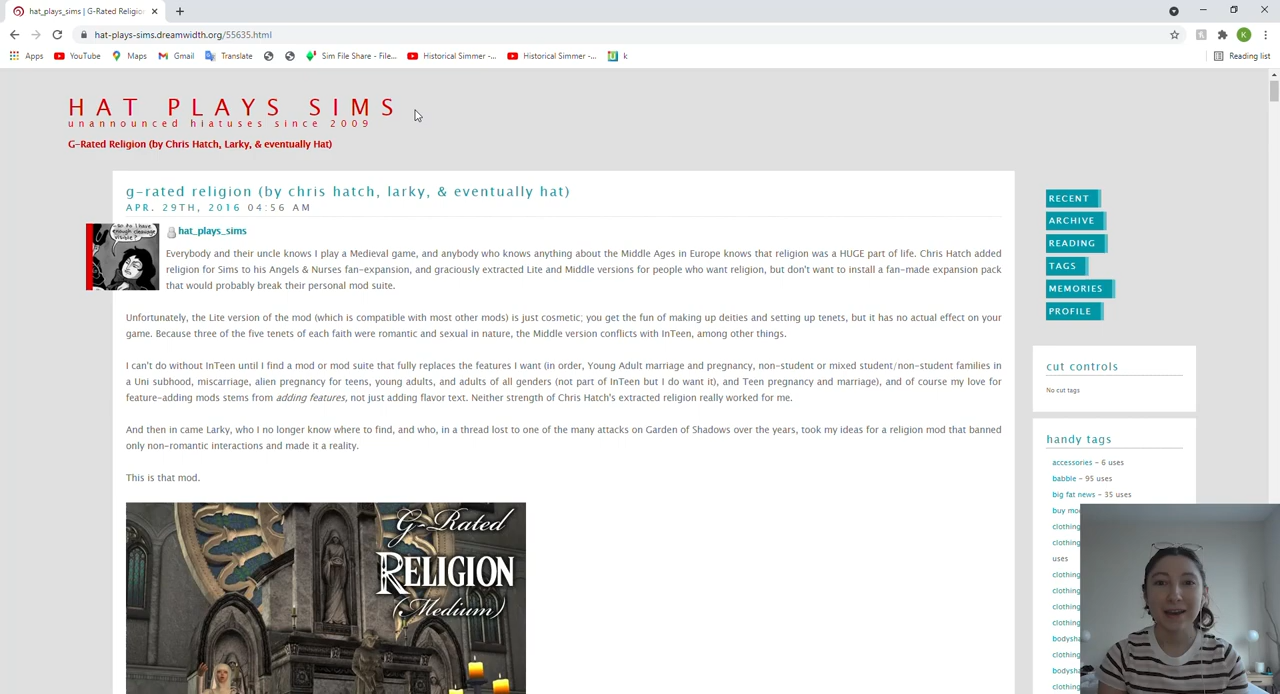 hat_plays_sims | G-Rated Religio
hat-plays-sims.dreamwidth.org/55635.html
K
Apps
YouTube
Maps
Gmail
Translate
Sim File Share - File...
Historical Simmer -...
Historical Simmer -...
k
Reading list
HAT PLAYS SIMS
unannounced hiatuses since 2009
G-Rated Religion (by Chris Hatch, Larky, & eventually Hat)
g-rated religion (by chris hatch, larky, & eventually hat)
APR. 29TH, 2016 04:56 AM
hat_plays_sims
Everybody and their uncle knows I play a Medieval game, and anybody who knows anything about the Middle Ages in Europe knows that religion was a HUGE part of life. Chris Hatch added
religion for Sims to his Angels & Nurses fan-expansion, and graciously extracted Lite and Middle versions for people who want religion, but don't want to install a fan-made expansion pack
that would probably break their personal mod suite.
Unfortunately, the Lite version of the mod (which is compatible with most other mods) is just cosmetic; you get the fun of making up deities and setting up tenets, but it has no actual effect on your
game. Because three of the five tenets of each faith were romantic and sexual in nature, the Middle version conflicts with InTeen, among other things.
I can't do without InTeen until I find a mod or mod suite that fully replaces the features I want (in order, Young Adult marriage and pregnancy, non-student or mixed student/non-student families in
a Uni subhood, miscarriage, alien pregnancy for teens, young adults, and adults of all genders (not part of InTeen but I do want it), and Teen pregnancy and marriage), and of course my love for
feature-adding mods stems from adding features, not just adding flavor text. Neither strength of Chris Hatch's extracted religion really worked for me.
And then in came Larky, who I no longer know where to find, and who, in a thread lost to one of the many attacks on Garden of Shadows over the years, took my ideas for a religion mod that banned
only non-romantic interactions and made it a reality.
This is that mod.
G-Rated
RELIGION
(Medium)
RECENT
ARCHIVE
READING
TAGS
MEMORIES
PROFILE
cut controls
No cut tags
handy tags
accessories - 6 uses
babble - 95 uses
big fat news - 35 uses
buy mo
clothing
clothing
uses
clothing
clothing
clothing
clothing
bodysha
clothing
bodysha
clothing